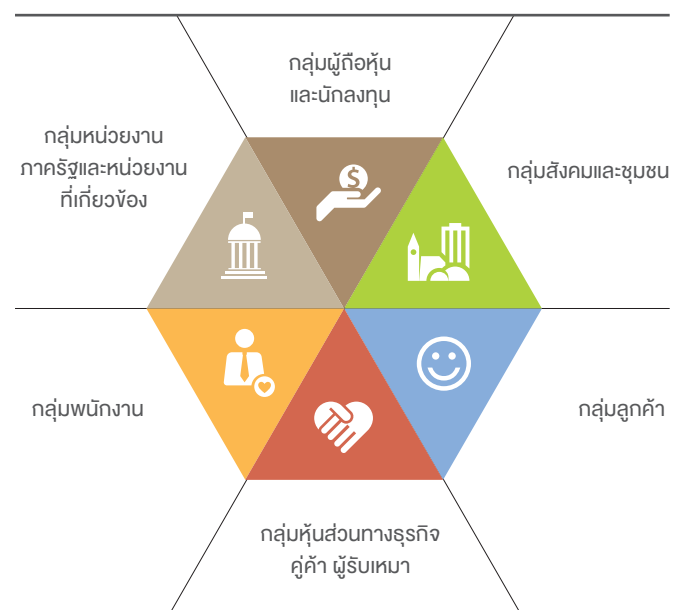 กลุ่มผู้ถือหุ้น
และนักลงทุน
กลุ่มหน่วยงาน
ภาครัฐและหน่วยงาน
ที่เกี่ยวข้อง
กลุ่มสังคมและชุมชน
กลุ่มพนักงาน
กลุ่มลูกค้า
กลุ่มหุ้นส่วนทางธุรกิจ
คู่ค้า ผู้รับเหมา
$